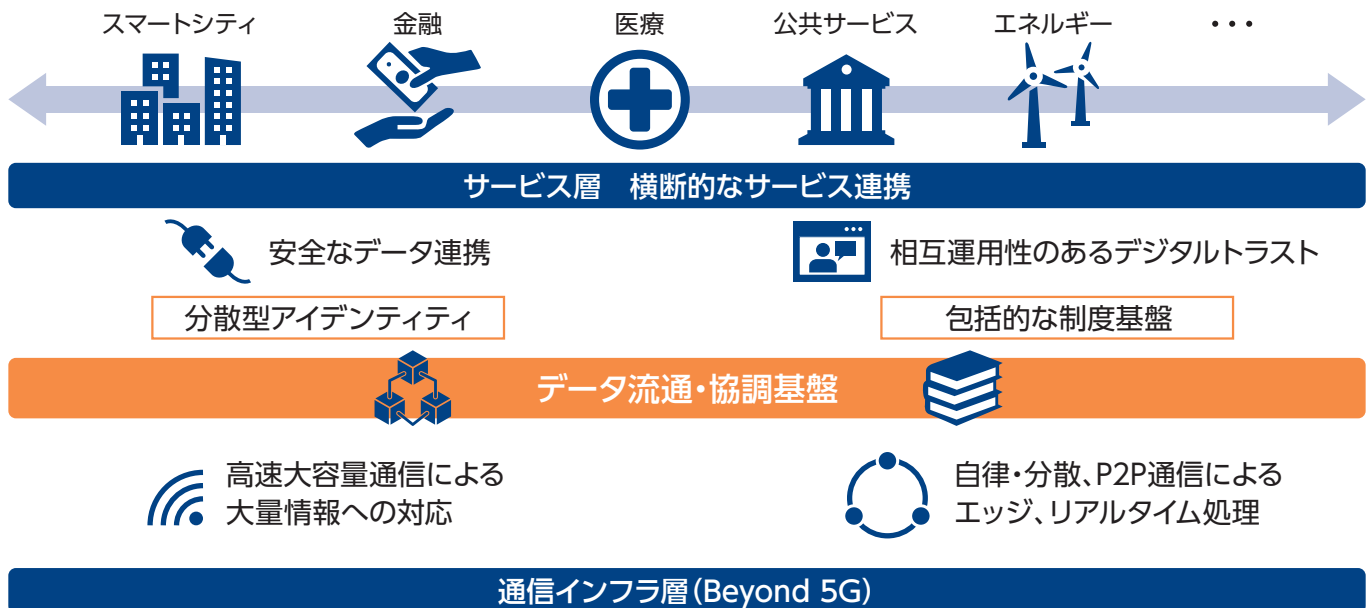 スマートシティ
金融
医療
公共サービス
エネルギー
・・・
サービス層　横断的なサービス連携
安全なデータ連携
相互運用性のあるデジタルトラスト
分散型アイデンティティ
包括的な制度基盤
データ流通・協調基盤
高速大容量通信による
大量情報への対応
自律・分散、P2P通信による
エッジ、リアルタイム処理
通信インフラ層（Beyond 5G）